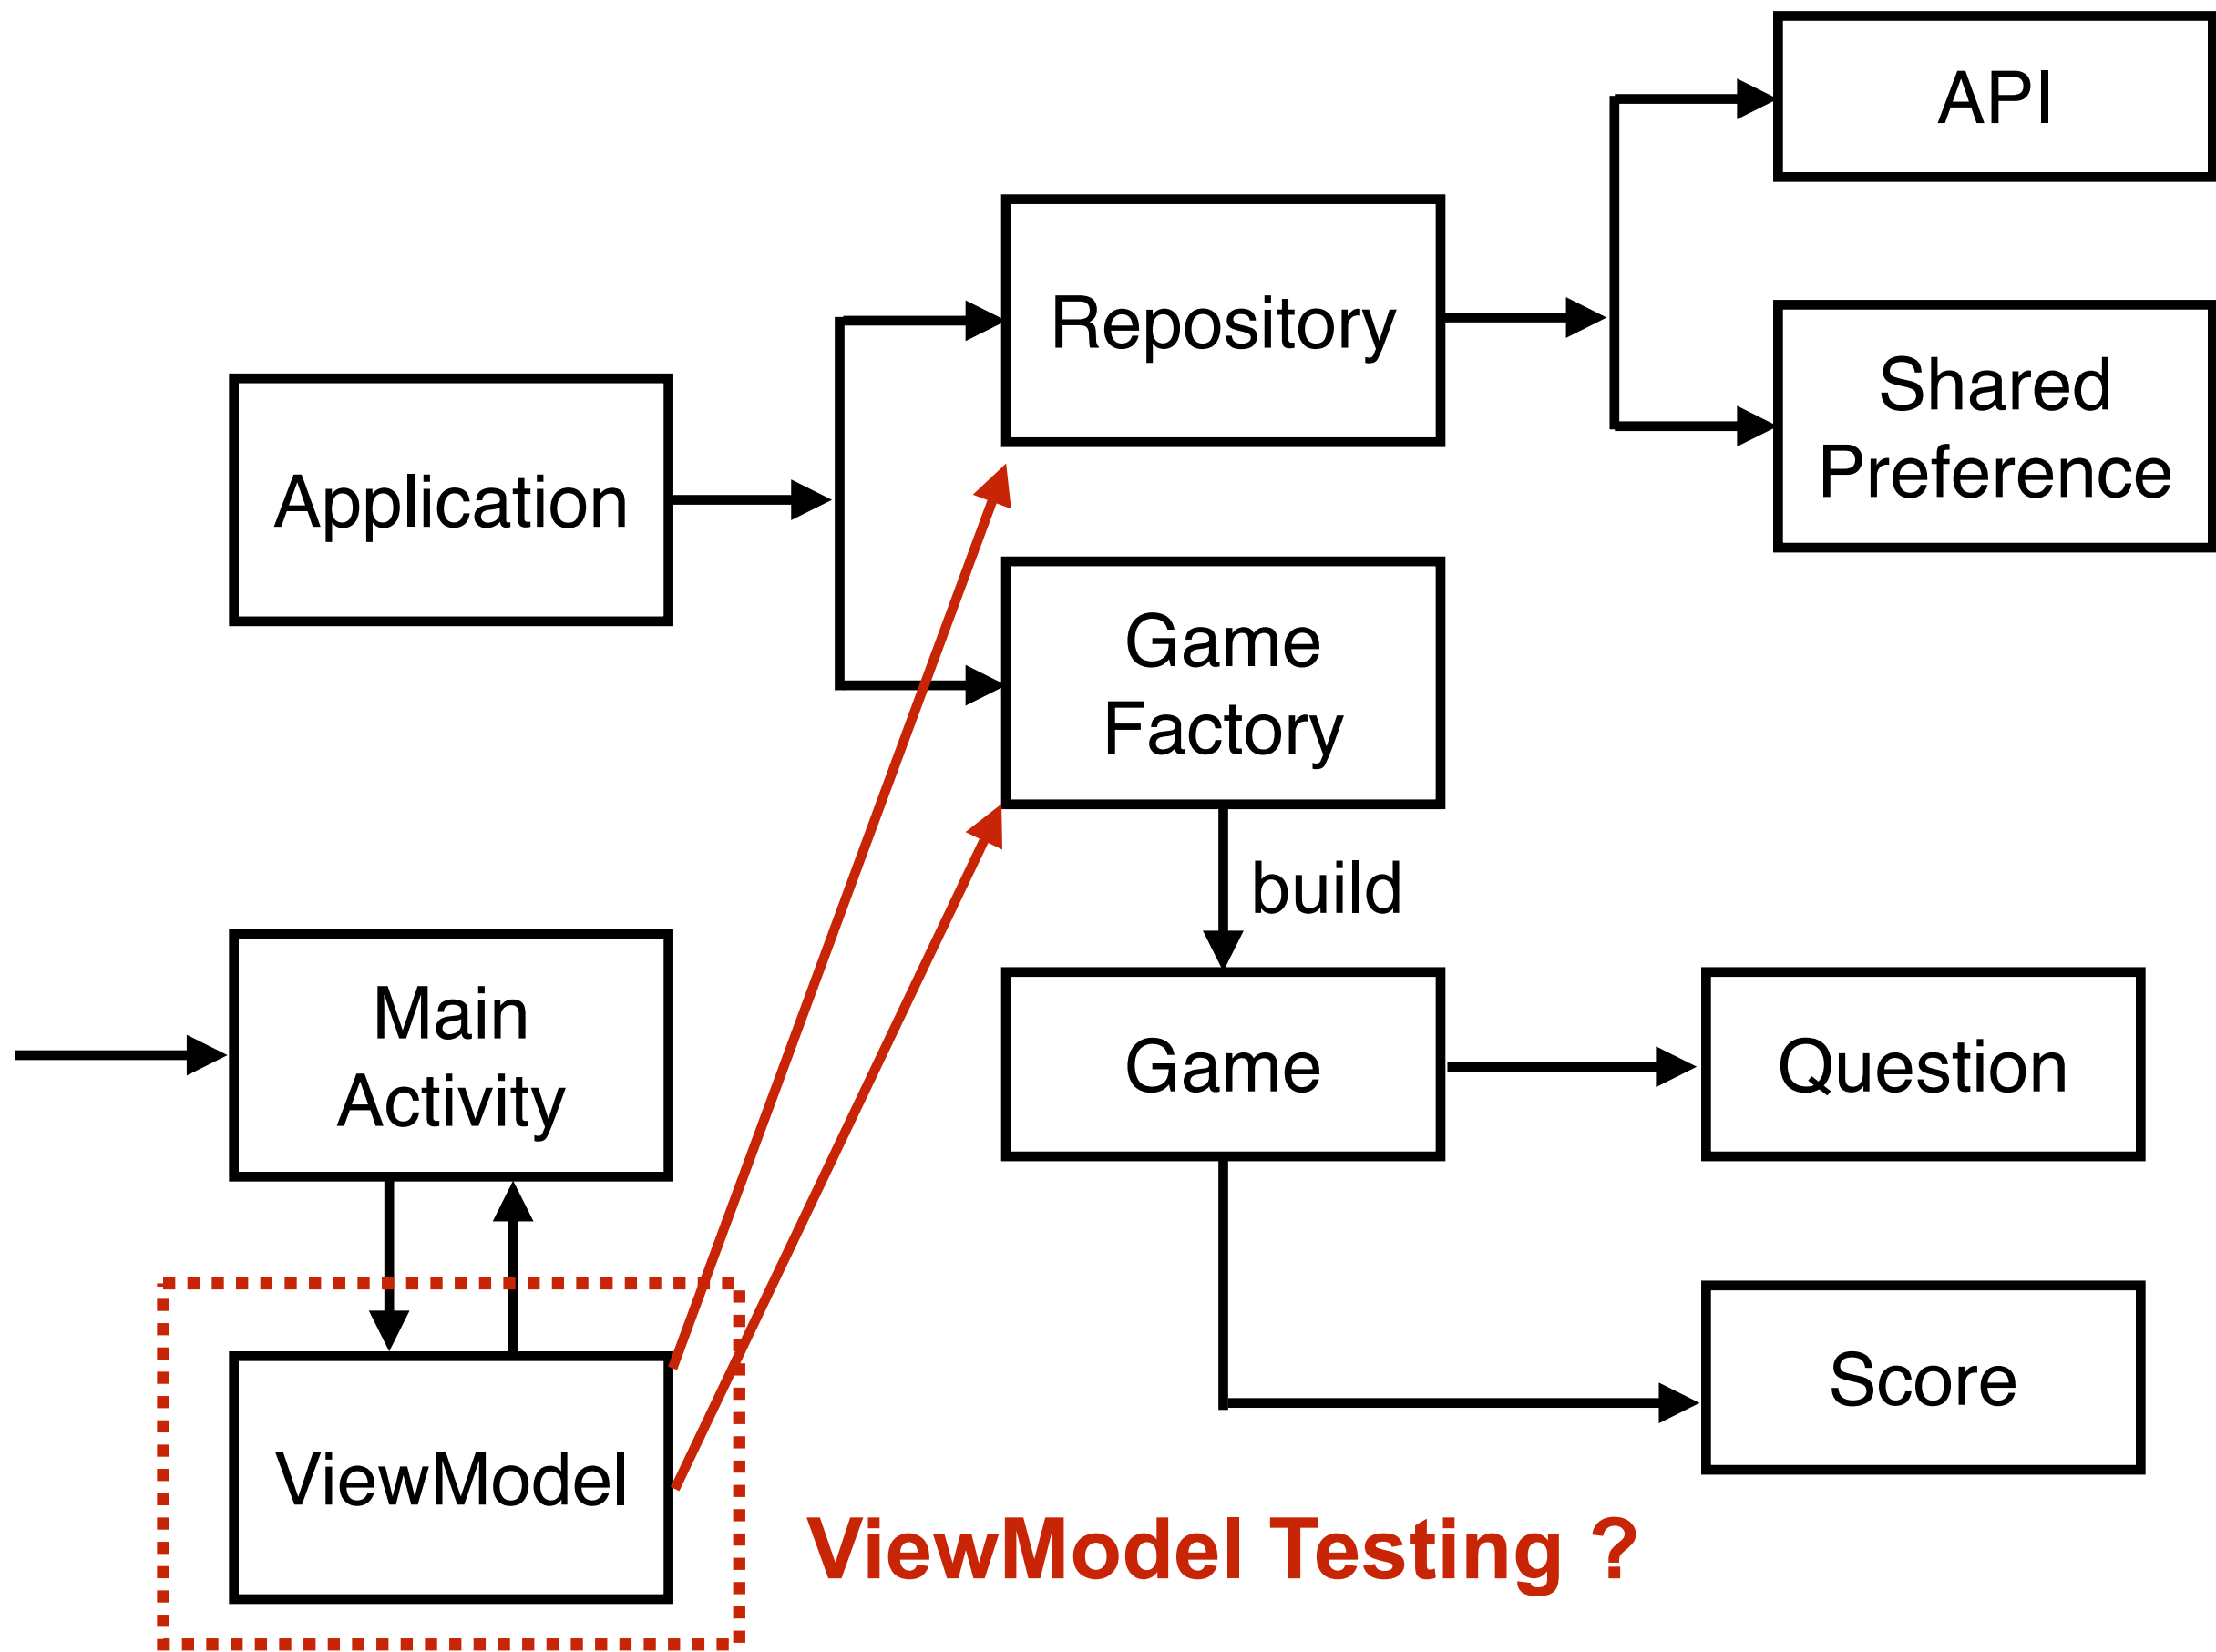 API
Repository
Shared
Preference
Application
Game
Factory
build
Main
Activity
Game
Question
Score
ViewModel
ViewModel Testing ?